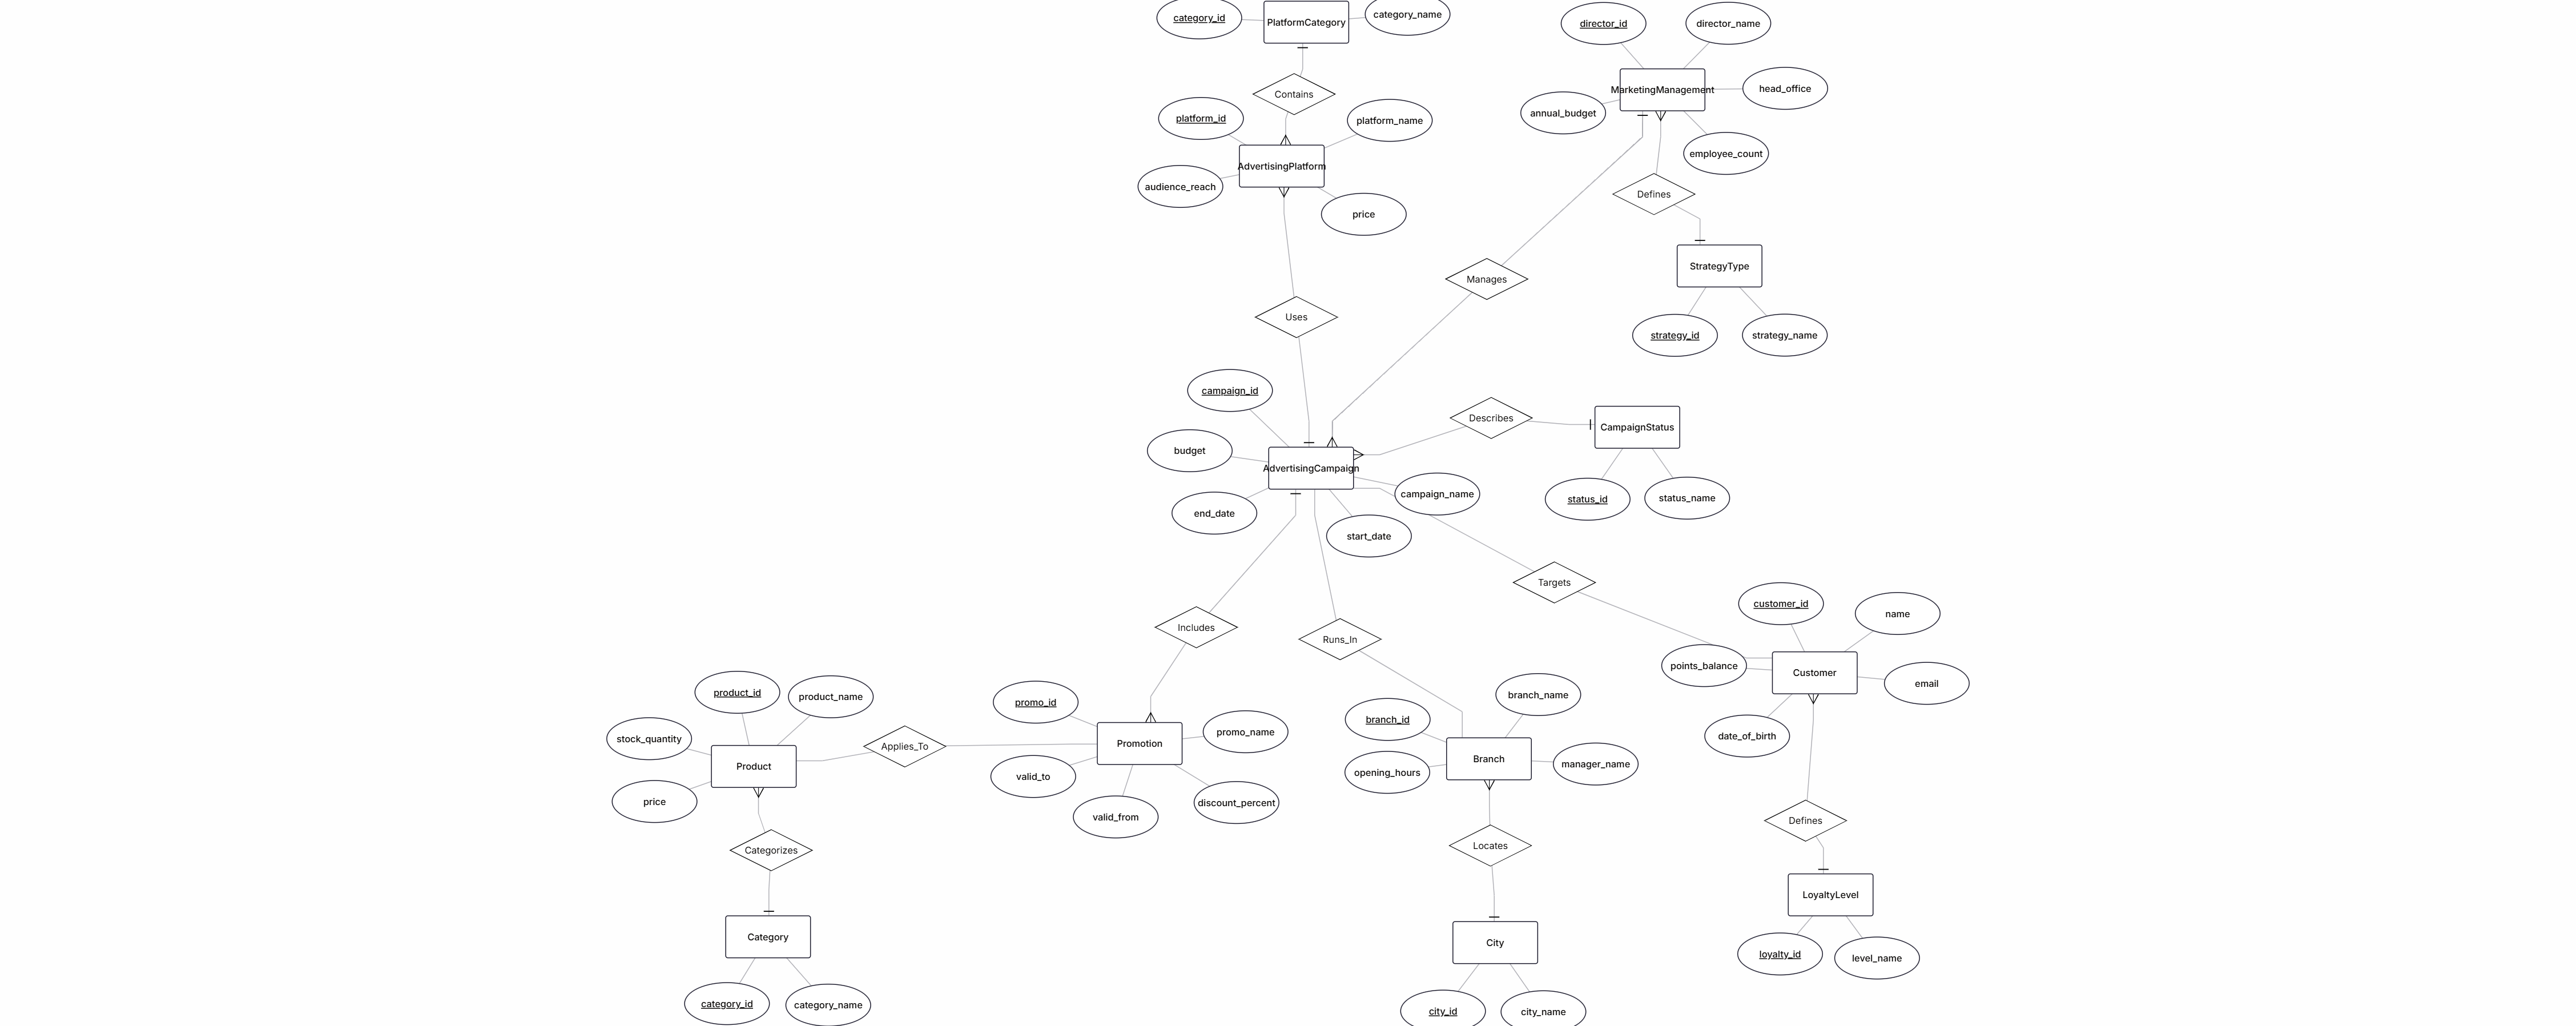 category_id
PlatformCategory
category_name
director_id
director_name
MarketingManagement
head_office
annual_budget
employee_count
Contains
platform_id
platform_name
AdvertisingPlatform
audience_reach
price
Defines
StrategyType
strategy_id
strategy_name
Manages
Uses
campaign_id
budget
AdvertisingCampaign
end_date
campaign_name
start_date
Describes
CampaignStatus
status_id
status_name
Targets
Includes
Runs_In
customer_id
name
points_balance
Customer
email
date_of_birth
product_id
product_name
stock_quantity
Product
price
Applies_To
promo_id
Promotion
promo_name
valid_to
valid_from
discount_percent
branch_id
branch_name
Branch
opening_hours
manager_name
Categorizes
Locates
Defines
LoyaltyLevel
loyalty_id
level_name
Category
category_id
category_name
City
city_id
city_name